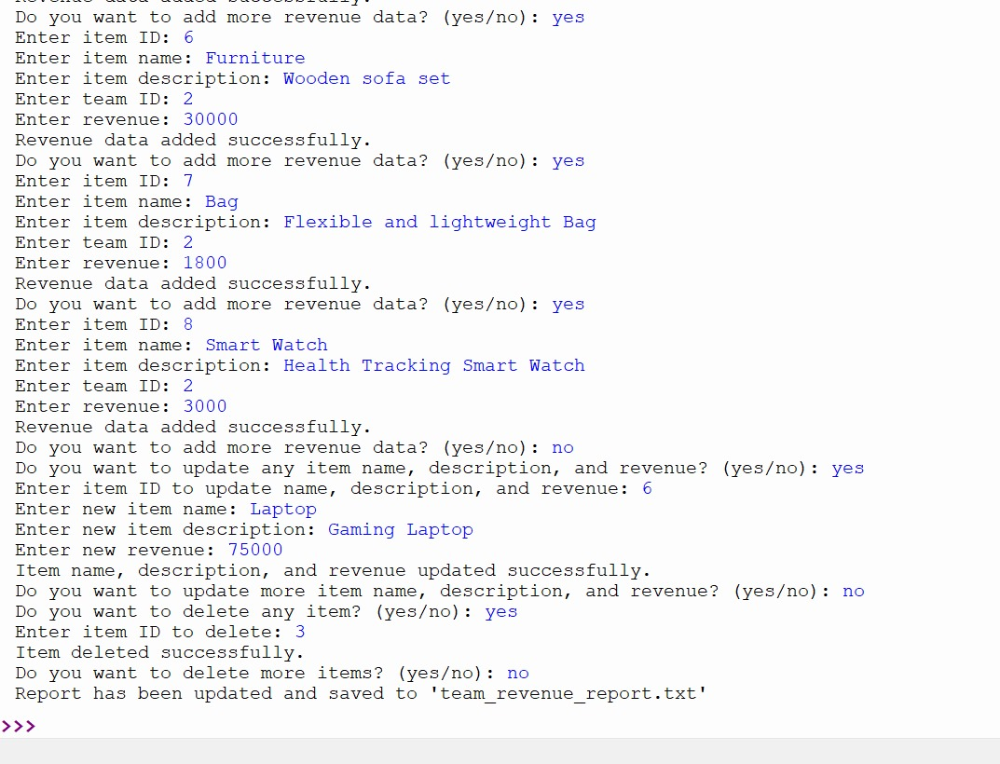 Revenue data added successfully.
Do you want to add more revenue data? (yes/no): yes
Enter item ID: 6
Enter item name: Furniture
Enter item description: Wooden sofa set
Enter team ID: 2
Enter revenue: 30000
Revenue data added successfully.
Do you want to add more revenue data? (yes/no): yes
Enter item ID: 7
Enter item name: Bag
Enter item description: Flexible and lightweight Bag
Enter team ID: 2
Enter revenue: 1800
Revenue data added successfully.
Do you want to add more revenue data? (yes/no): yes
Enter item ID: 8
Enter item name: Smart Watch
Enter item description: Health Tracking Smart Watch
Enter team ID: 2
Enter revenue: 3000
Revenue data added successfully.
Do you want to add more revenue data? (yes/no): no
Do you want to update any item name, description, and revenue? (yes/no): yes
Enter item ID to update name, description, and revenue: 6
Enter new item name: Laptop
Enter new item description: Gaming Laptop
Enter new revenue: 75000
Item name, description, and revenue updated successfully.
Do you want to update more item name, description, and revenue? (yes/no): no
Do you want to delete any item? (yes/no): yes
Enter item ID to delete: 3
Item deleted successfully.
Do you want to delete more items? (yes/no): no
Report has been updated and saved to 'team_revenue_report.txt'
>>>